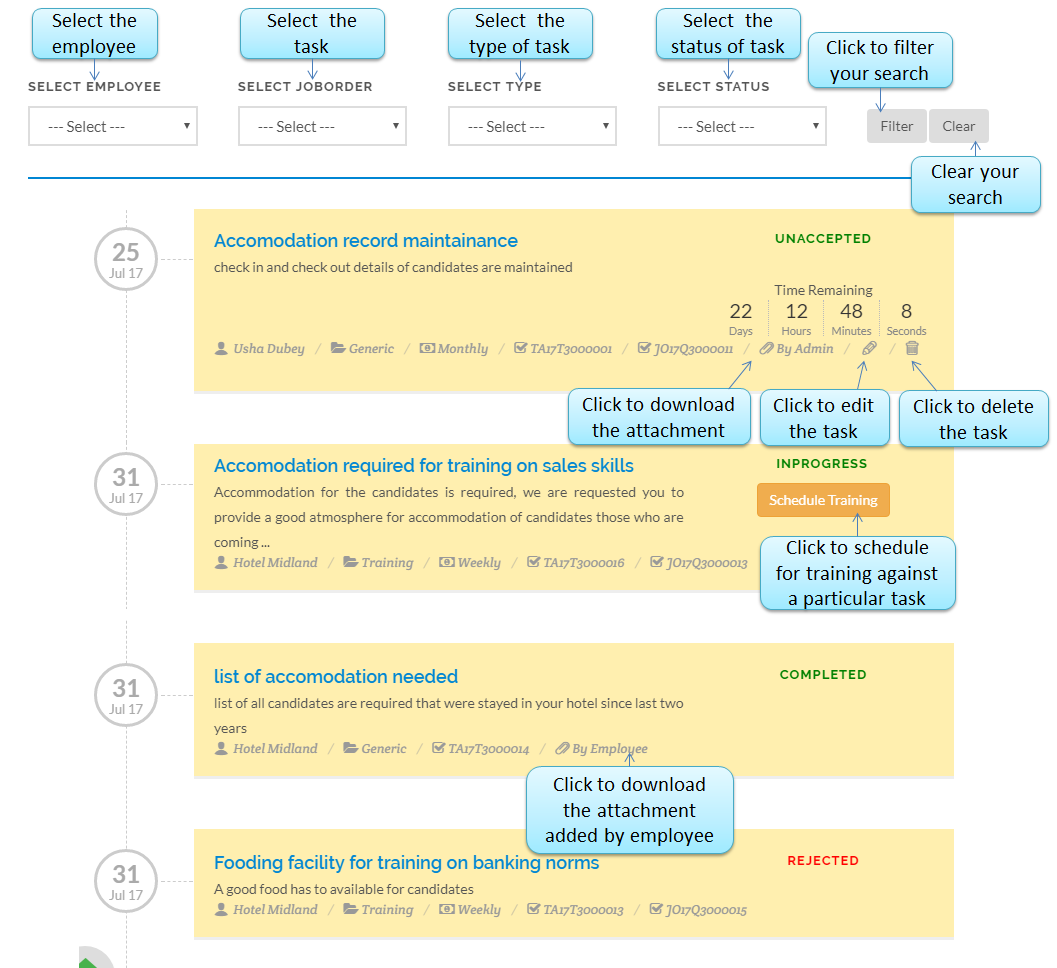 Select the
employee
Select the
task
Select the
type of task
Select the
status of task
Click to filter
your search
SELECT EMPLOYEE
SELECT JOBORDER
SELECT TYPE
SELECT STATUS
--- Select ---
--- Select ---
--- Select ---
--- Select ---
Filter
Clear
Clear your
search
25
Jul 17
Accomodation record maintainance
UNACCEPTED
check in and check out details of candidates are maintained
Time Remaining
22 12 48 8
Days Hours Minutes Seconds
Usha Dubey / Generic / Monthly / TA17T3000001 / JO17Q3000011 / By Admin / /
Click to download
the attachment
Click to edit
the task
Click to delete
the task
31
Jul 17
Accomodation required for training on sales skills
INPROGRESS
Accommodation for the candidates is required, we are requested you to
provide a good atmosphere for accommodation of candidates those who are
coming ...
Schedule Training
Hotel Midland / Training / Weekly / TA17T3000016 / JO17Q3000013
Click to schedule
for training against
a particular task
31
Jul 17
list of accomodation needed
COMPLETED
list of all candidates are required that were stayed in your hotel since last two
years
Hotel Midland / Generic / TA17T3000014 / By Employee
Click to download
the attachment
added by employee
31
Jul 17
Fooding facility for training on banking norms
REJECTED
A good food has to available for candidates
Hotel Midland / Training / Weekly / TA17T3000013 / JO17Q3000015